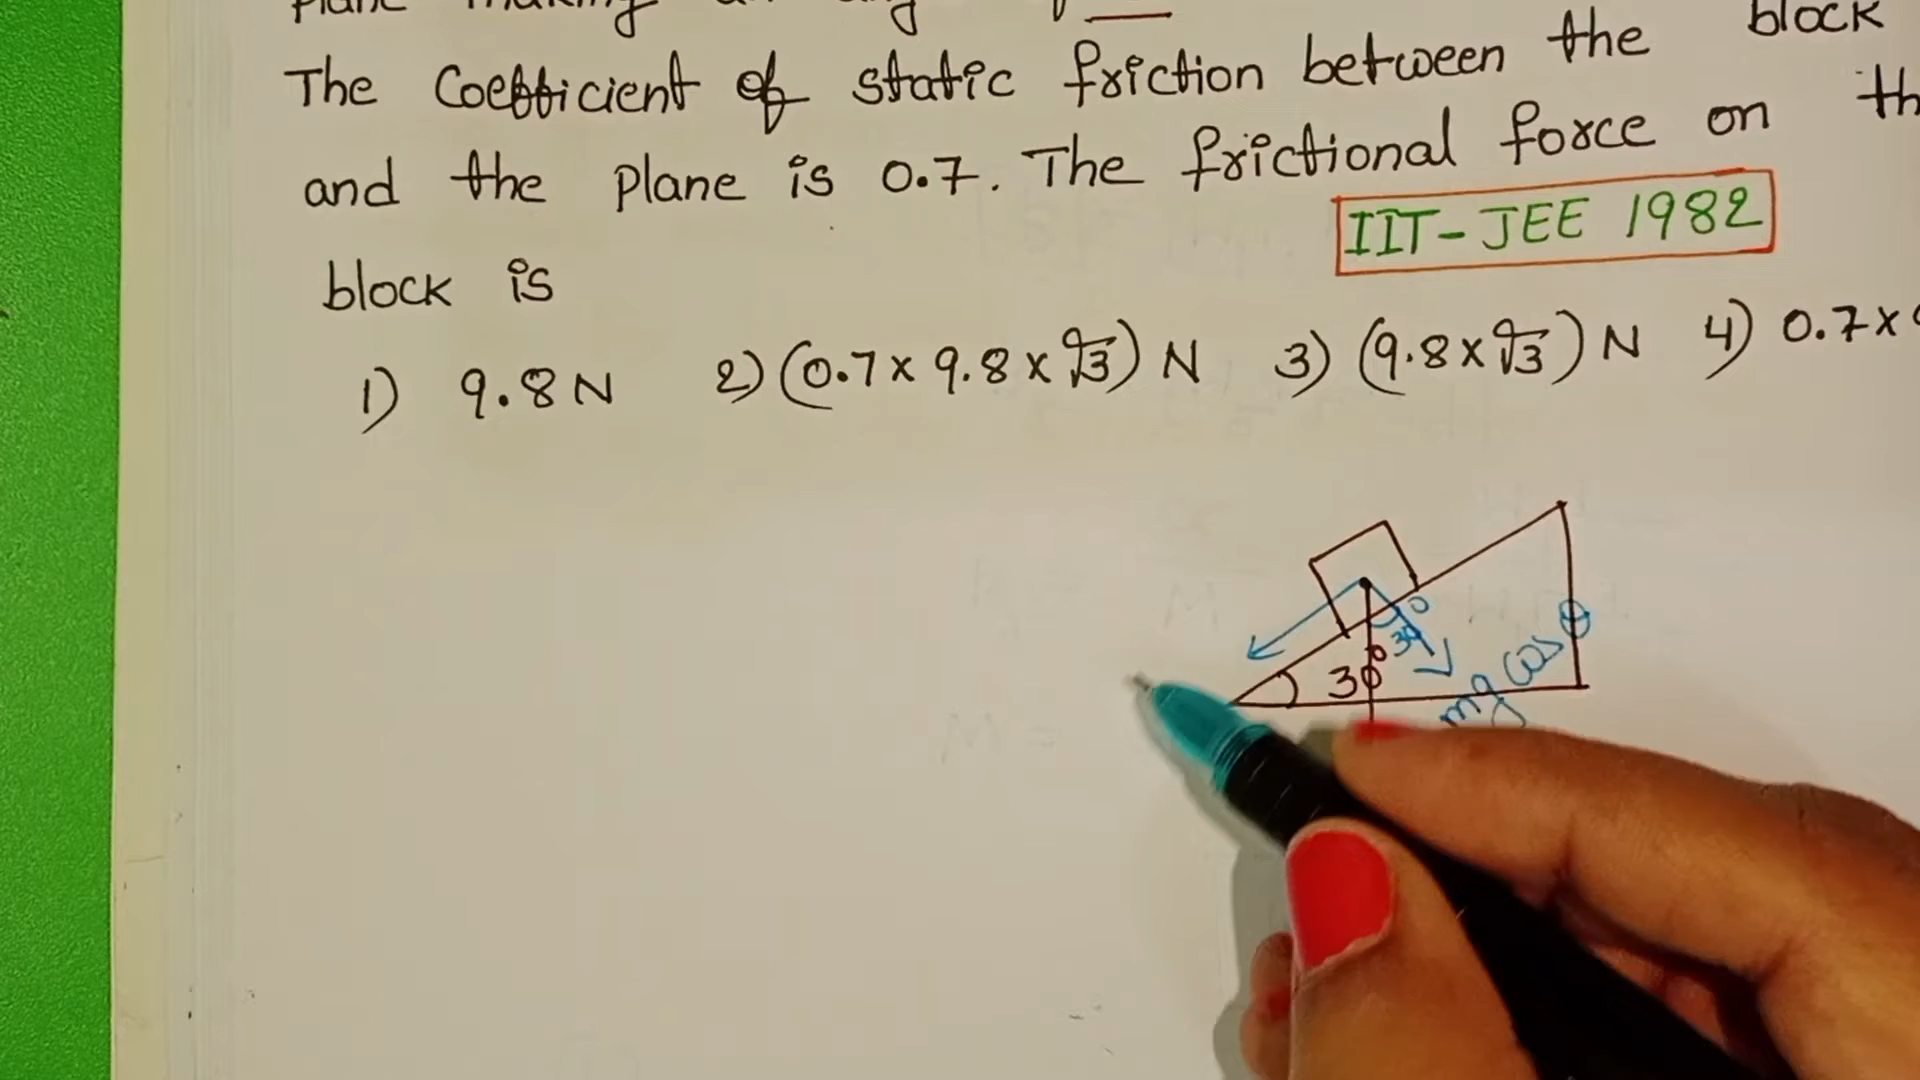 The Coefficient of static friction between the block
and the plane is 0.7. The frictional force on
block is
IIT-JEE 1982
1) 9.8 N 2) (0.7 x 9.8 x √3) N 3) (9.8 x √3) N 4) 0.7 x
30°
30°
mg cos θ